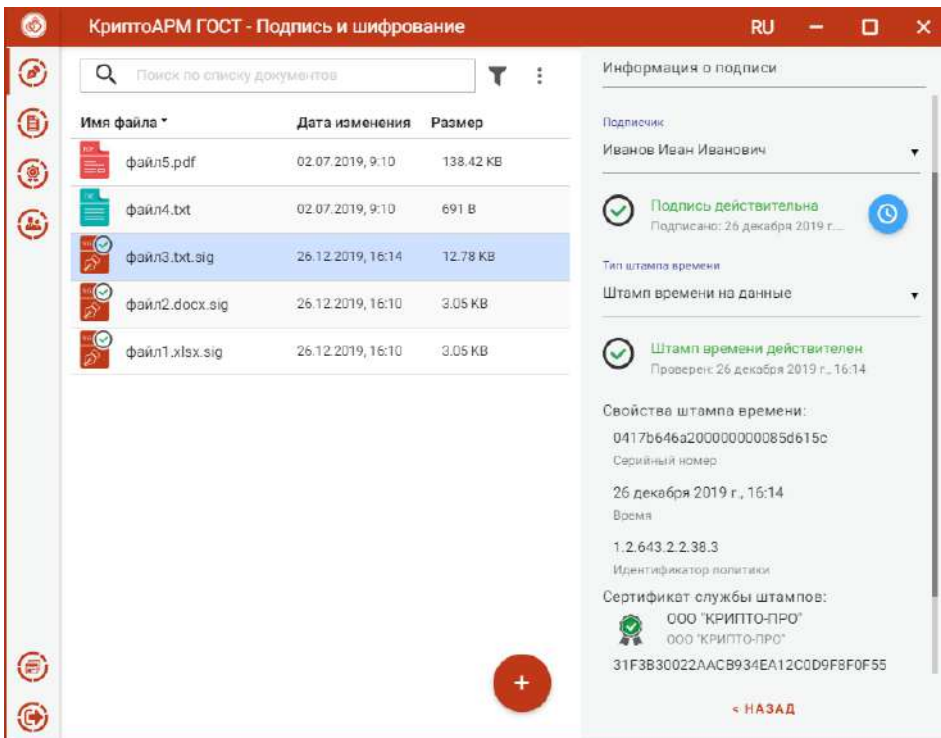 КриптоАРМ ГОСТ - Подпись и шифрование RU
Поиск по списку документов
Имя файла Дата изменения Размер
файл5.pdf 02.07.2019, 9:10 138.42 KB
файл4.txt 02.07.2019, 9:10 691 B
файл3.txt.sig 26.12.2019, 16:14 12.78 KB
файл2.docx.sig 26.12.2019, 16:10 3.05 KB
файл1.xlsx.sig 26.12.2019, 16:10 3.05 KB
Информация о подписи
Подписчик
Иванов Иван Иванович
Подпись действительна
Подписано: 26 декабря 2019 г....
Тип штампа времени
Штамп времени на данные
Штамп времени действителен
Проверен: 26 декабря 2019 г., 16:14
Свойства штампа времени:
0417b646a200000000085d615c
Серийный номер
26 декабря 2019 г., 16:14
Время
1.2.643.2.2.38.3
Идентификатор политики
Сертификат службы штампов:
ООО "КРИПТО-ПРО"
ООО "КРИПТО-ПРО"
31F3B30022AACB934EA12C0D9F8F0F55
< НАЗАД